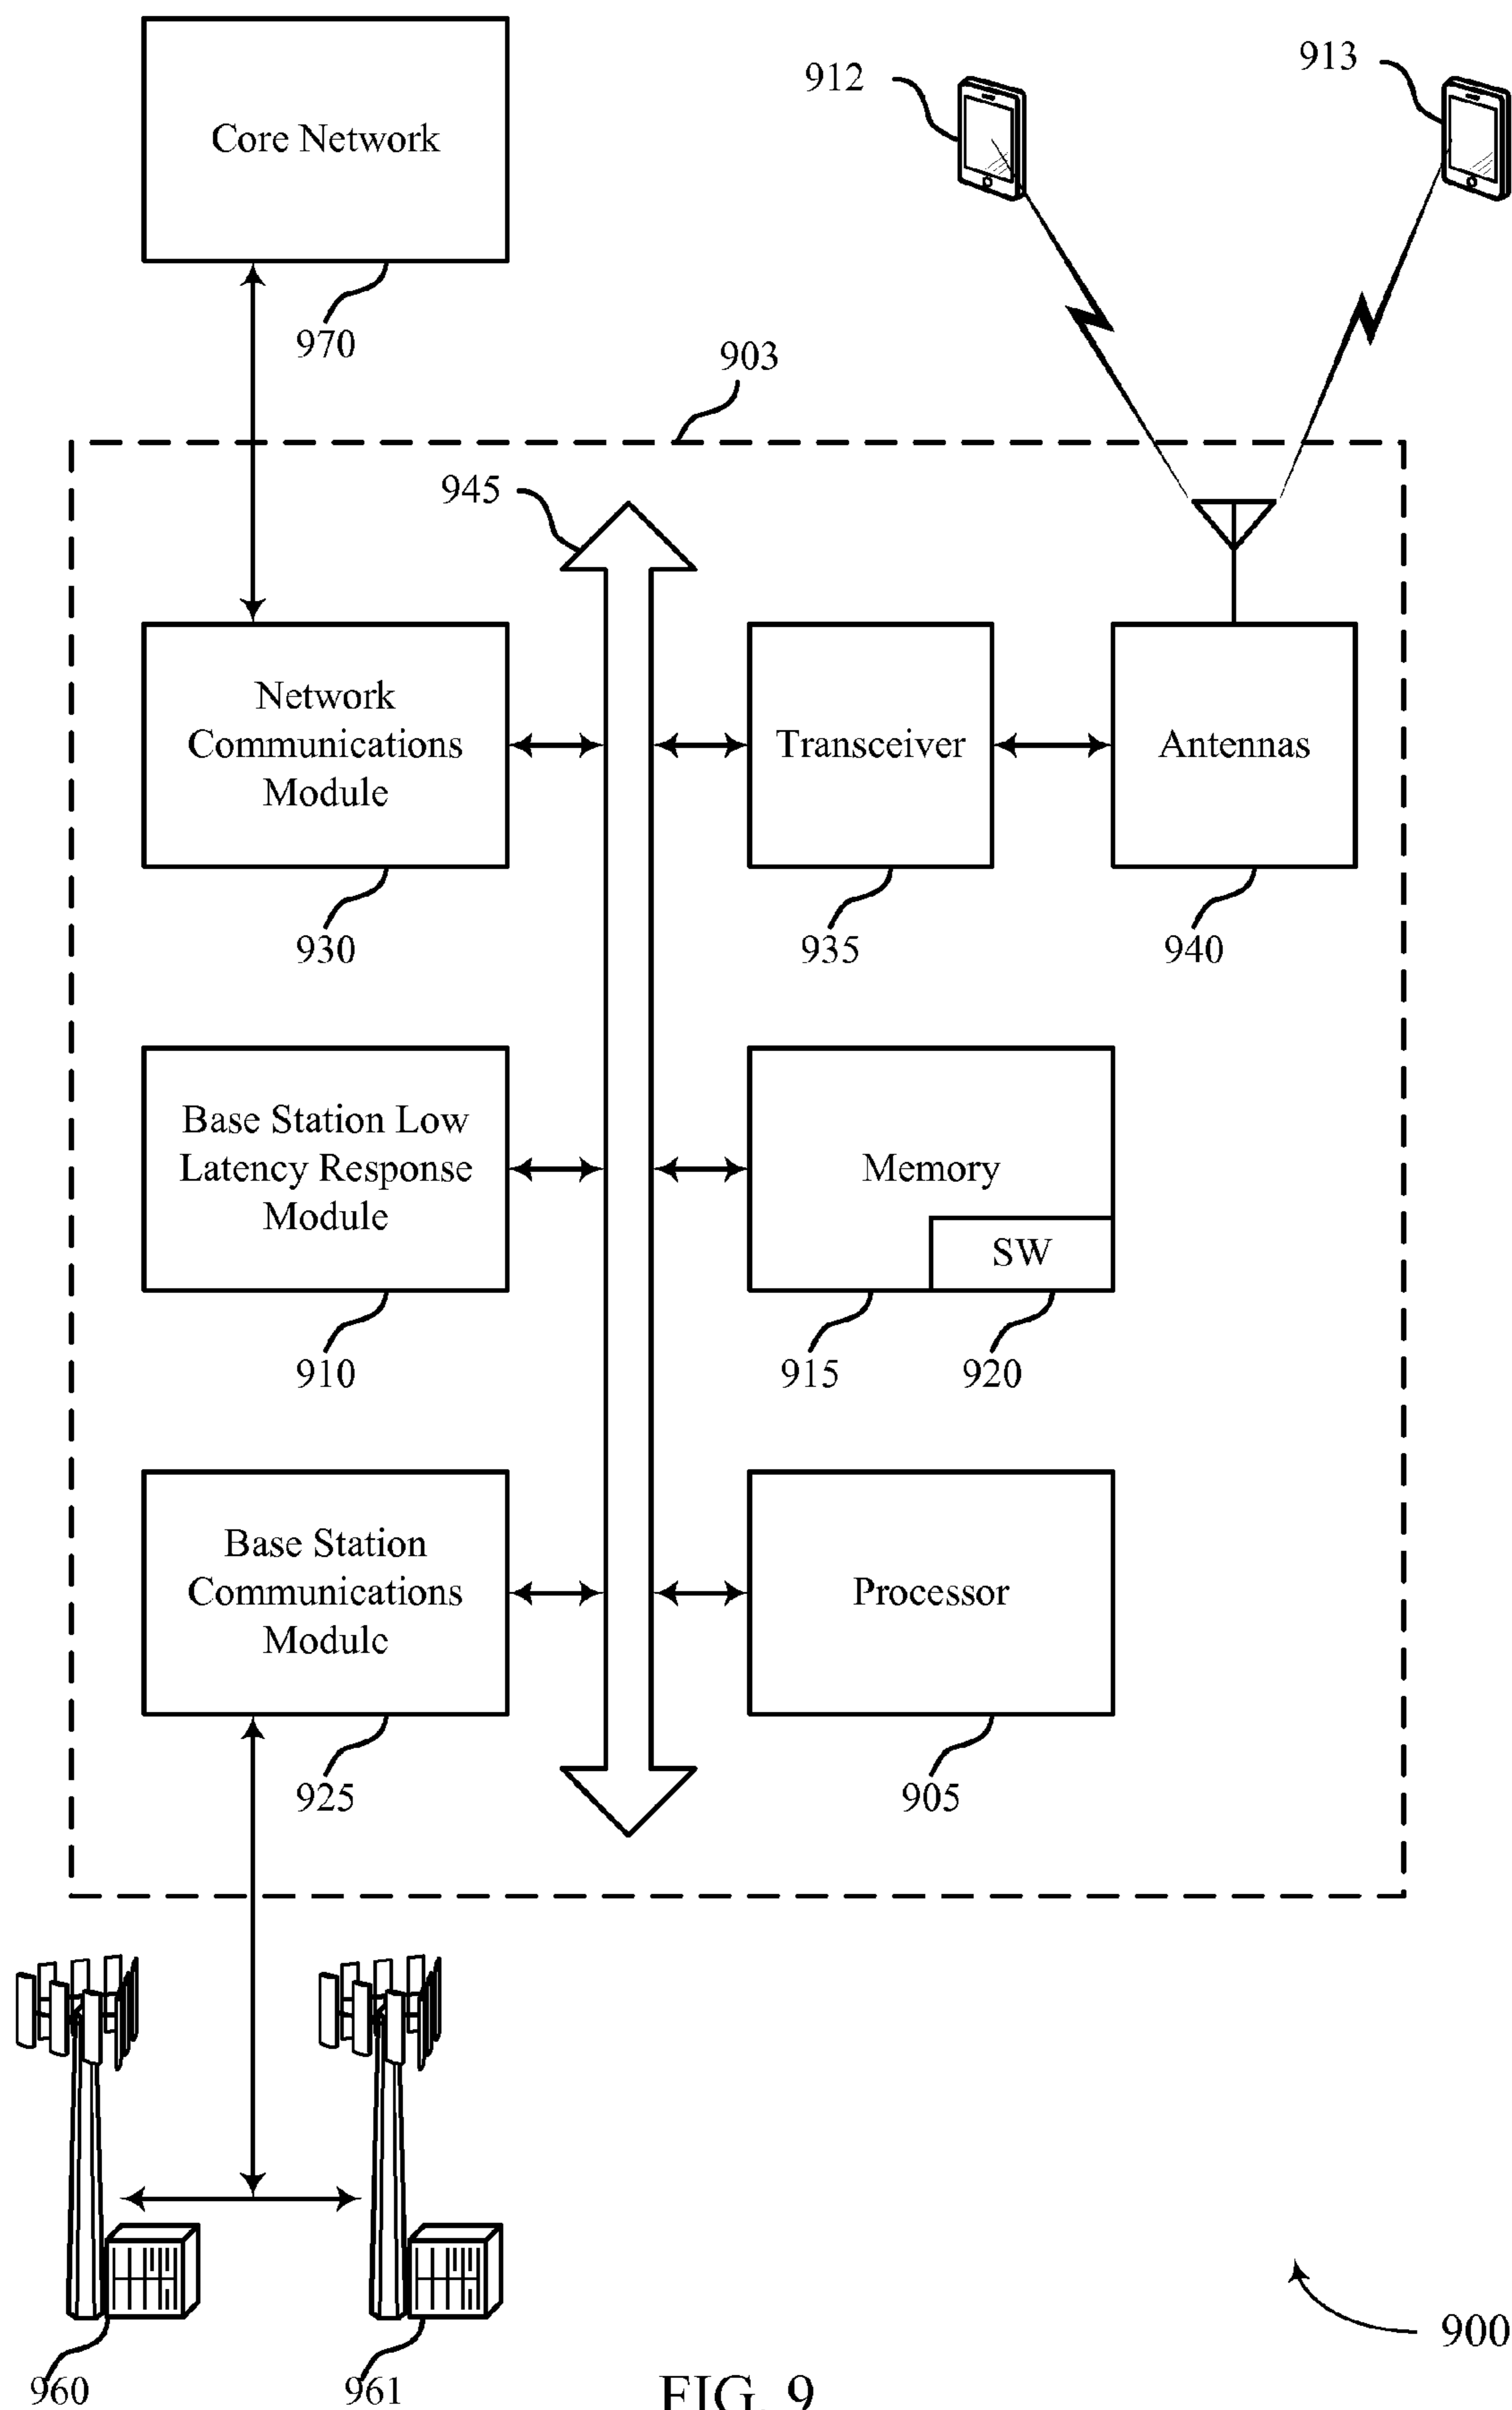 Core Network
970
912
913
903
945
Network
Communications
Module
930
Transceiver
935
Antennas
940
Base Station Low
Latency Response
Module
910
Memory
SW
915
920
Base Station
Communications
Module
925
Processor
905
960
961
900
FIG. 9